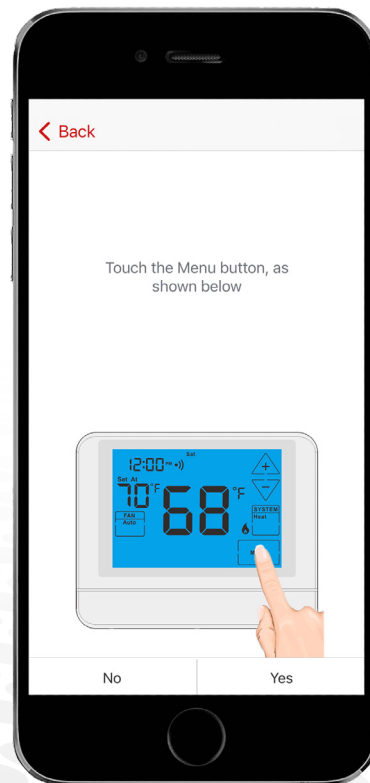 Back
Touch the Menu button, as
shown below
Sat
12:00 PM
Set At
70°F
68°F
FAN
Auto
SYSTEM
Heat
No
Yes